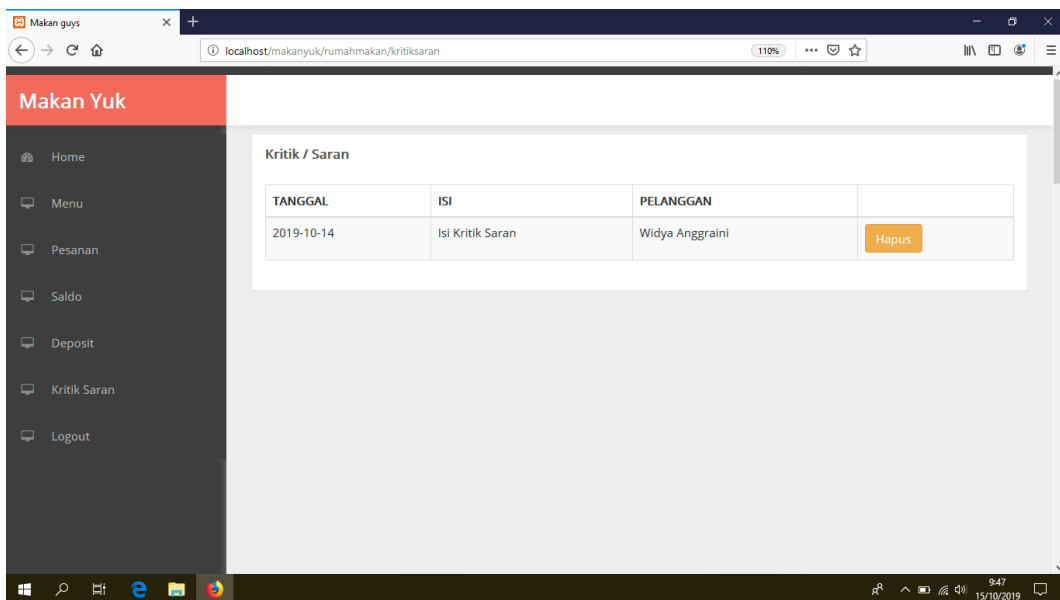 Makan guys
localhost/makanyuk/rumahmakan/kritiksaran
110%
Makan Yuk
Home
Menu
Pesanan
Saldo
Deposit
Kritik Saran
Logout
Kritik / Saran
TANGGAL ISI PELANGGAN
2019-10-14 Isi Kritik Saran Widya Anggraini Hapus
9:47
15/10/2019